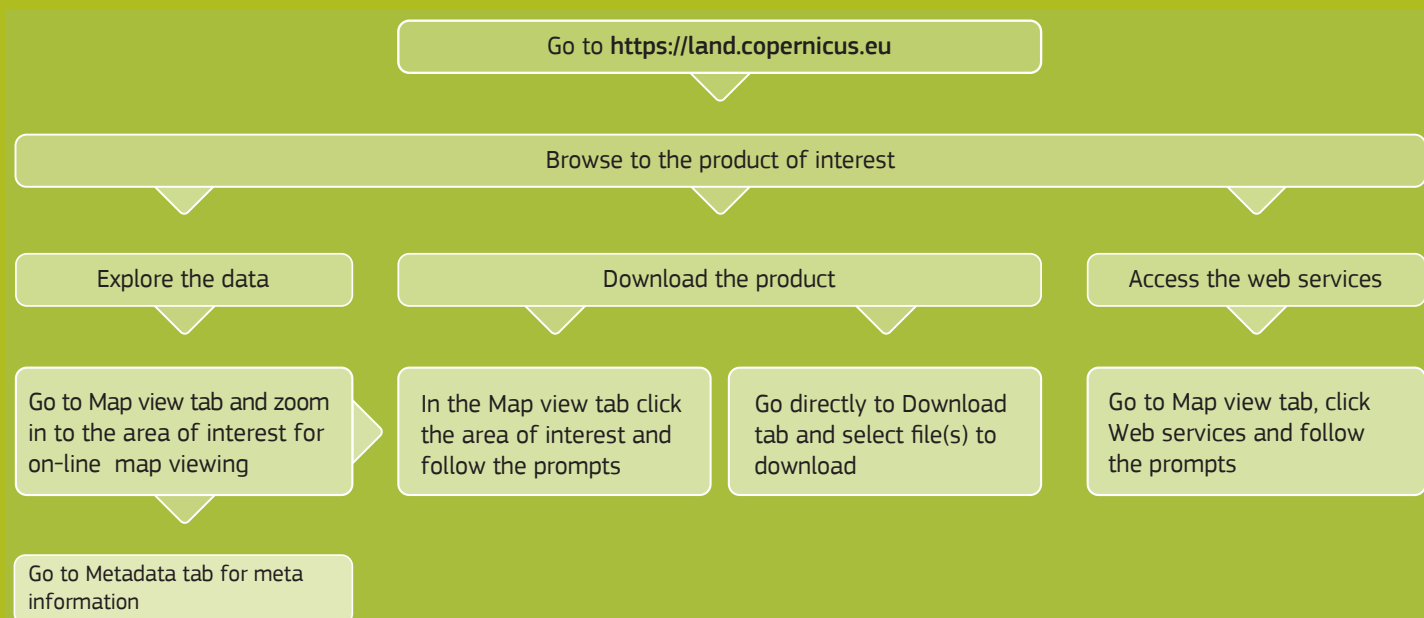 Go to https://land.copernicus.eu
Browse to the product of interest
Explore the data
Download the product
Access the web services
Go to Map view tab and zoom
in to the area of interest for
on-line map viewing
In the Map view tab click
the area of interest and
follow the prompts
Go directly to Download
tab and select file(s) to
download
Go to Map view tab, click
Web services and follow
the prompts
Go to Metadata tab for meta
information